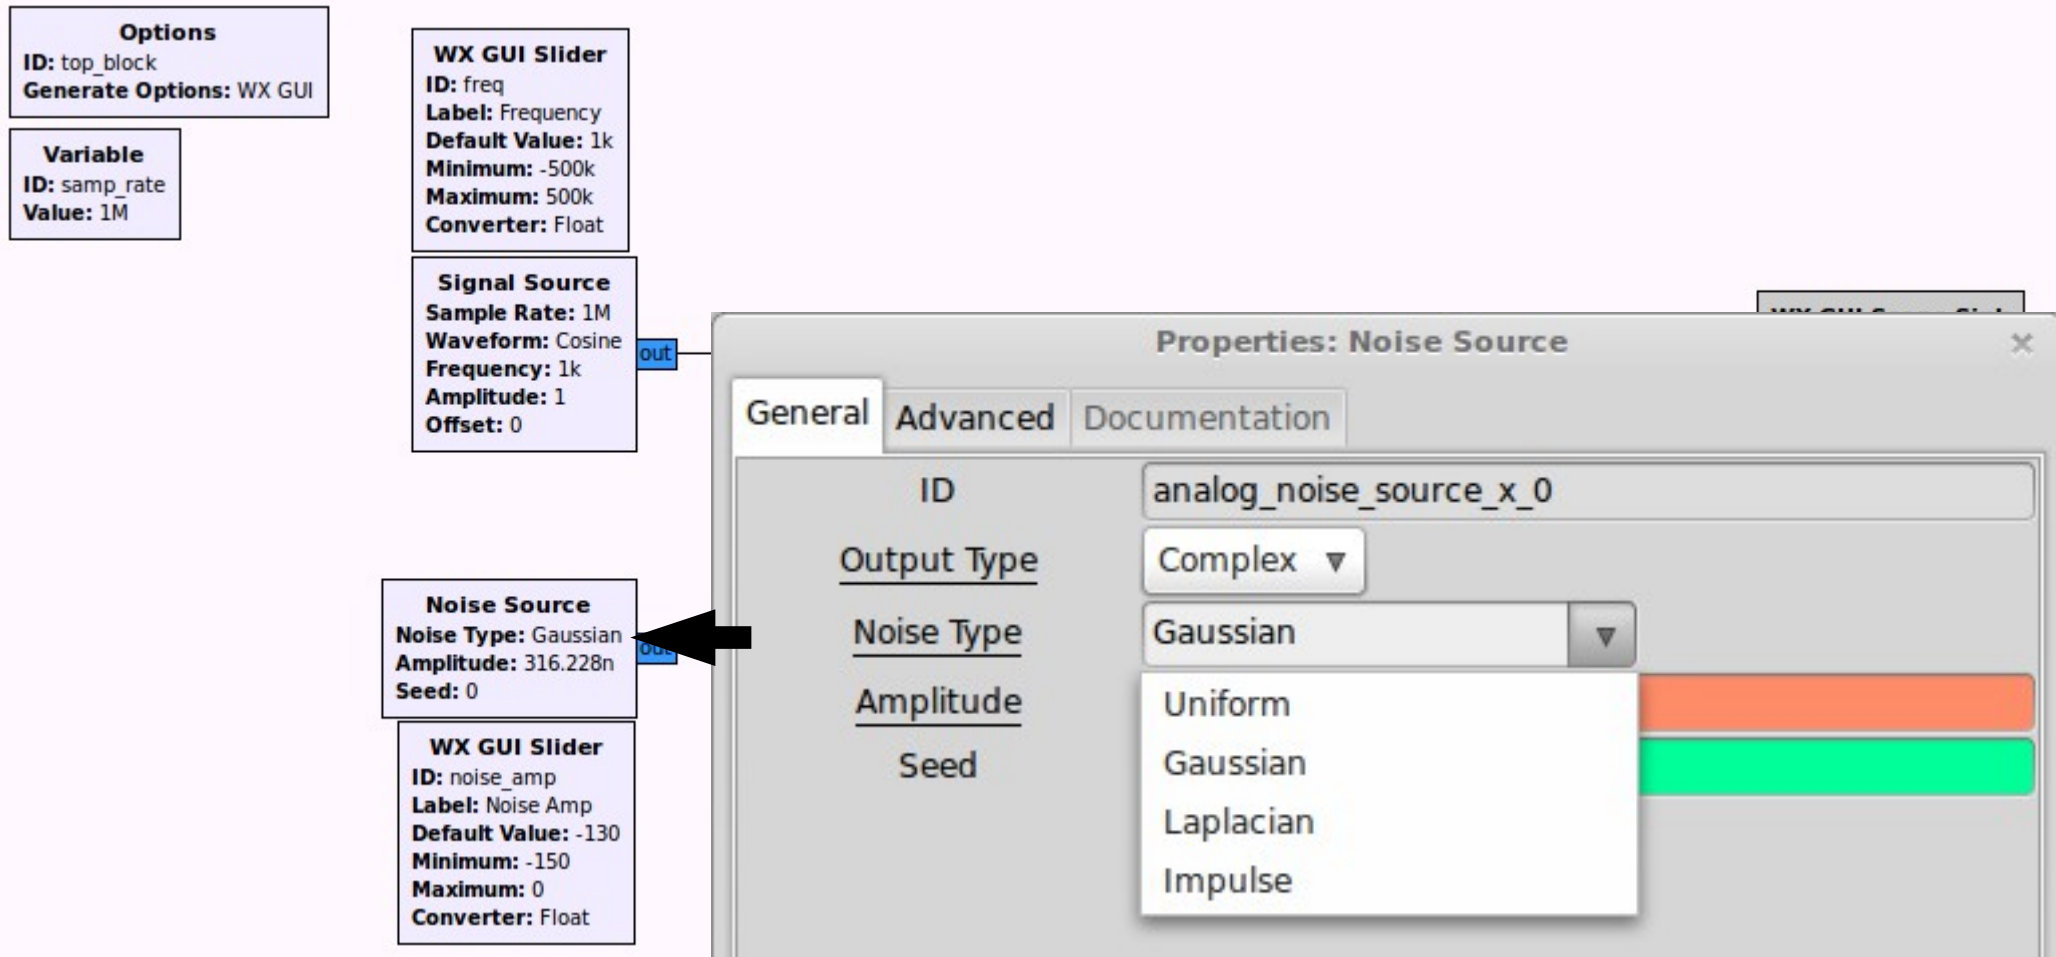 Options
ID: top_block
Generate Options: WX GUI
Variable
ID: samp_rate
Value: 1M
WX GUI Slider
ID: freq
Label: Frequency
Default Value: 1k
Minimum: -500k
Maximum: 500k
Converter: Float
Signal Source
Sample Rate: 1M
Waveform: Cosine
Frequency: 1k
Amplitude: 1
Offset: 0
out
Noise Source
Noise Type: Gaussian
Amplitude: 316.228n
Seed: 0
out
WX GUI Slider
ID: noise_amp
Label: Noise Amp
Default Value: -130
Minimum: -150
Maximum: 0
Converter: Float
WX GUI
Properties: Noise Source
General Advanced Documentation
ID analog_noise_source_x_0
Output Type Complex
Noise Type Gaussian
Amplitude Uniform
Gaussian
Seed
Laplacian
Impulse